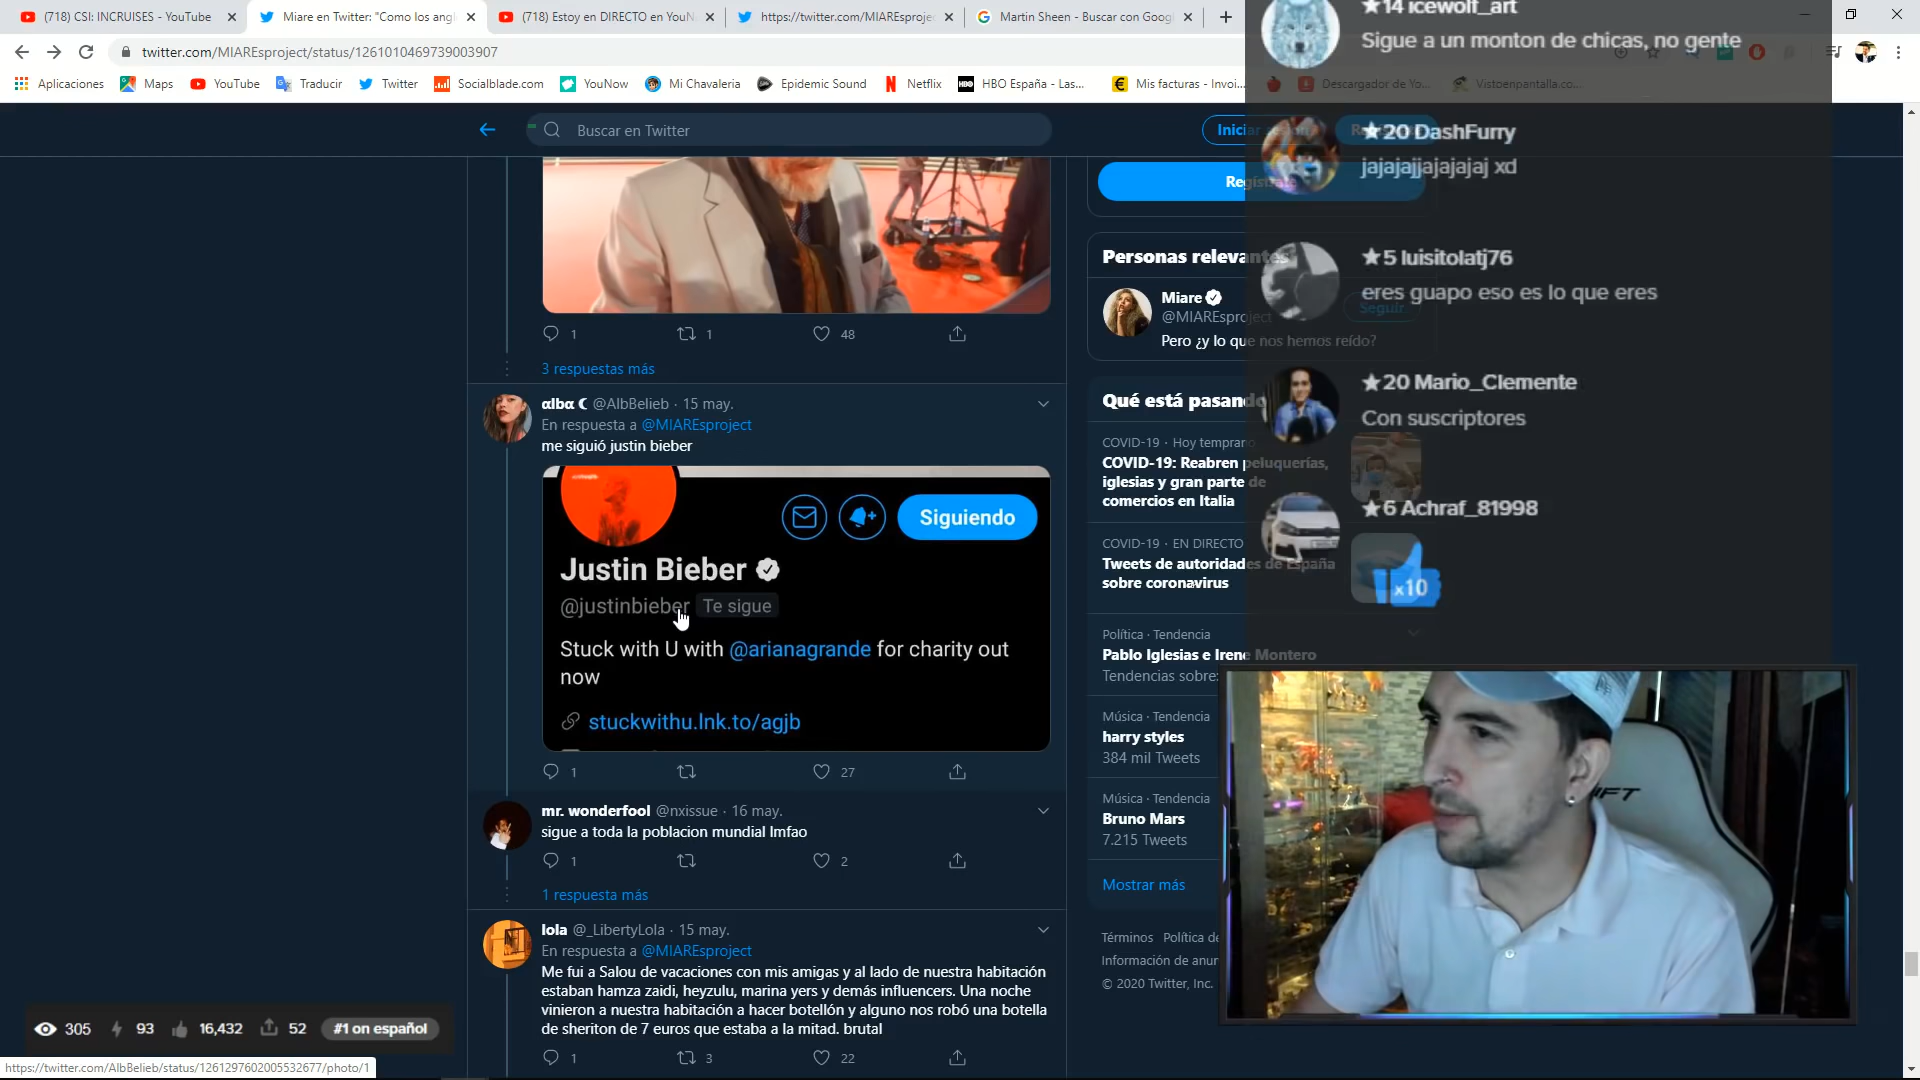 (718) CSI: INCRUISES - YouTube
Miare en Twitter: "Como los angl
(718) Estoy en DIRECTO en YouN
https://twitter.com/MIAREsproje
Martin Sheen - Buscar con Goog
twitter.com/MIAREsproject/status/1261010469739003907
Aplicaciones
Maps
YouTube
Traducir
Twitter
Socialblade.com
YouNow
Mi Chavaleria
Epidemic Sound
Netflix
HBO España - Las...
Mis facturas - Invoi...
Descargador de Yo...
Vistoenpantalla.co...
Buscar en Twitter
1
1
48
3 respuestas más
alba @AlbBelieb · 15 may.
En respuesta a @MIAREsproject
me siguió justin bieber
Siguiendo
Justin Bieber
@justinbieber Te sigue
Stuck with U with @arianagrande for charity out
now
stuckwithu.lnk.to/agjb
1
27
mr. wonderfool @nxissue · 16 may.
sigue a toda la poblacion mundial lmfao
1
2
1 respuesta más
lola @_LibertyLola · 15 may.
En respuesta a @MIAREsproject
Me fui a Salou de vacaciones con mis amigas y al lado de nuestra habitación
estaban hamza zaidi, heyzulu, marina yers y demás influencers. Una noche
vinieron a nuestra habitación a hacer botellón y alguno nos robó una botella
de sheriton de 7 euros que estaba a la mitad. brutal
1
3
22
Personas relevantes
Miare
@MIAREsproject
Seguir
Pero ¿y lo que nos hemos reído?
Qué está pasando
COVID-19 · Hoy temprano
COVID-19: Reabren peluquerías,
iglesias y gran parte de
comercios en Italia
COVID-19 · EN DIRECTO
Tweets de autoridades de España
sobre coronavirus
Política · Tendencia
Pablo Iglesias e Irene Montero
Tendencias sobre:
Música · Tendencia
harry styles
384 mil Tweets
Música · Tendencia
Bruno Mars
7.215 Tweets
Mostrar más
Términos Política de
Información de anun
© 2020 Twitter, Inc.
★14 icewolf_art
Sigue a un monton de chicas, no gente
★20 DashFurry
jajajajjajajajaj xd
★5 luisitolatj76
eres guapo eso es lo que eres
★20 Mario_Clemente
Con suscriptores
★6 Achraf_81998
x10
305
93
16,432
52
#1 on español
https://twitter.com/AlbBelieb/status/1261297602005532677/photo/1